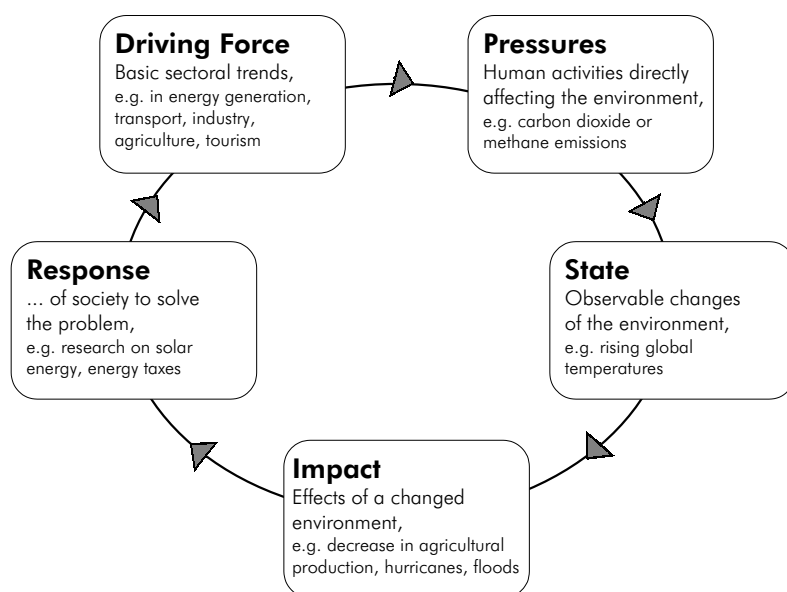 Driving Force
Basic sectoral trends,
e.g. in energy generation,
transport, industry,
agriculture, tourism
Pressures
Human activities directly
affecting the environment,
e.g. carbon dioxide or
methane emissions
State
Observable changes
of the environment,
e.g. rising global
temperatures
Impact
Effects of a changed
environment,
e.g. decrease in agricultural
production, hurricanes, floods
Response
... of society to solve
the problem,
e.g. research on solar
energy, energy taxes